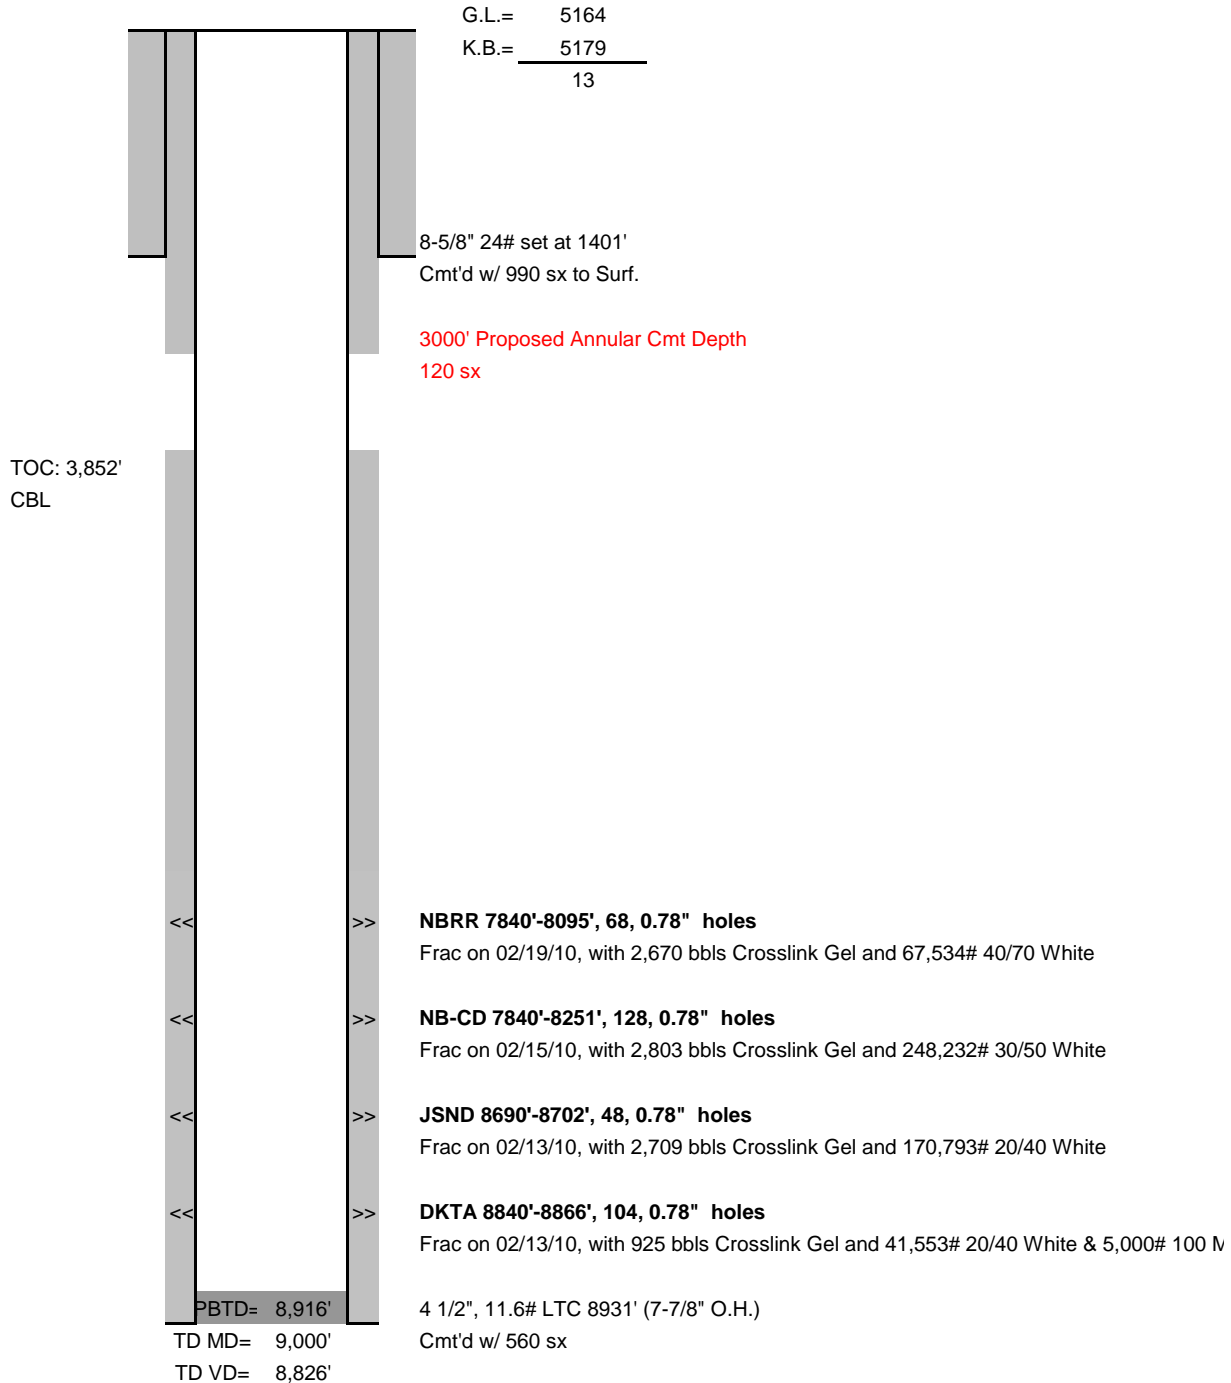 G.L.= 5164
K.B.= 5179
13
8-5/8" 24# set at 1401'
Cmt'd w/ 990 sx to Surf.
3000' Proposed Annular Cmt Depth
120 sx
TOC: 3,852'
CBL
<< >> NBRR 7840'-8095', 68, 0.78" holes
Frac on 02/19/10, with 2,670 bbls Crosslink Gel and 67,534# 40/70 White
<< >> NB-CD 7840'-8251', 128, 0.78" holes
Frac on 02/15/10, with 2,803 bbls Crosslink Gel and 248,232# 30/50 White
<< >> JSND 8690'-8702', 48, 0.78" holes
Frac on 02/13/10, with 2,709 bbls Crosslink Gel and 170,793# 20/40 White
<< >> DKTA 8840'-8866', 104, 0.78" holes
Frac on 02/13/10, with 925 bbls Crosslink Gel and 41,553# 20/40 White & 5,000# 100
PBTD= 8,916' 4 1/2", 11.6# LTC 8931' (7-7/8" O.H.)
TD MD= 9,000' Cmt'd w/ 560 sx
TD VD= 8,826'